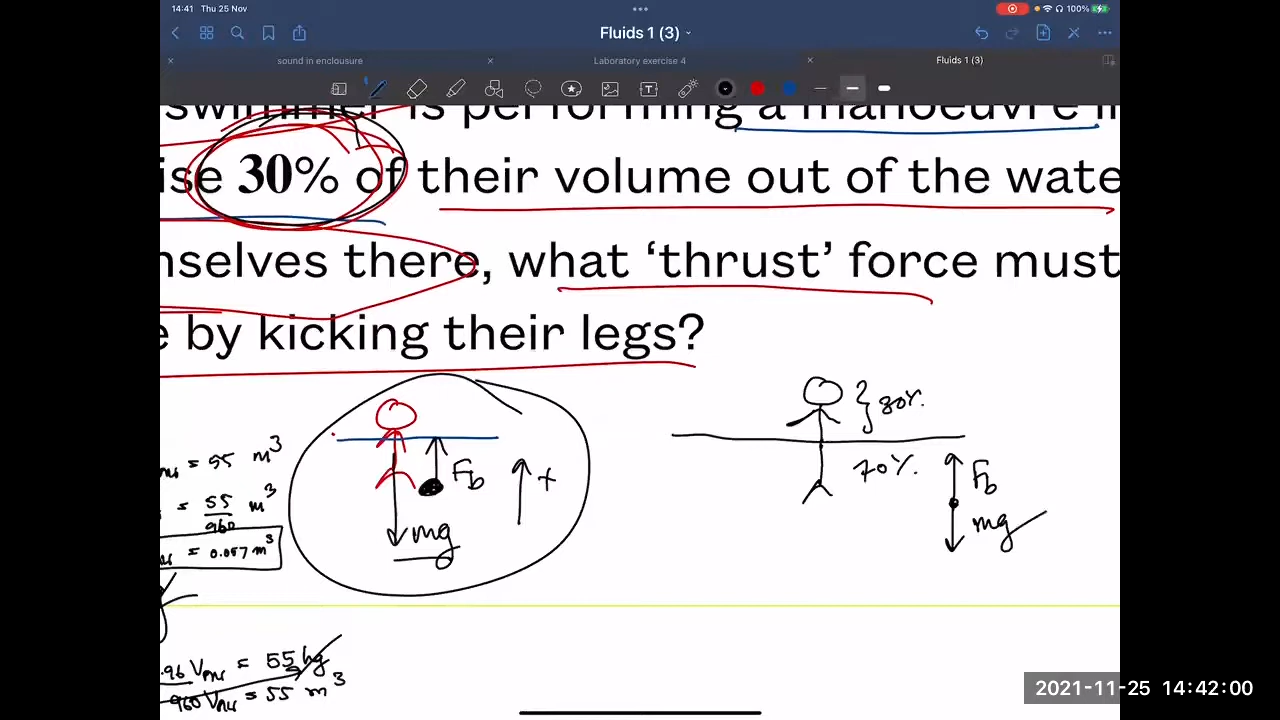 14:41 Thu 25 Nov
100%
Fluids 1 (3)
sound in enclousure
Laboratory exercise 4
Fluids 1 (3)
swimmer is performing a manoeuvre i
ise 30% of their volume out of the wate
nselves there, what ‘thrust’ force must
e by kicking their legs?
= 55 m³
= 55/960 m³
= 0.057 m³
Fb
+
mg
30%.
70%.
Fb
mg
.96 = 55 kg
960 = 55 m³
2021-11-25 14:42:00